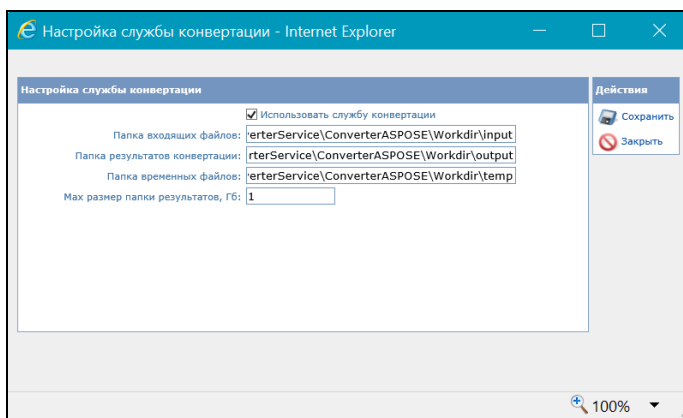 Настройка службы конвертации - Internet Explorer
Настройка службы конвертации
Действия
Использовать службу конвертации
Сохранить
Папка входящих файлов: erterService\ConverterASPOSE\Workdir\input
Закрыть
Папка результатов конвертации: rterService\ConverterASPOSE\Workdir\output
Папка временных файлов: erterService\ConverterASPOSE\Workdir\temp
Max размер папки результатов, Гб: 1
100%